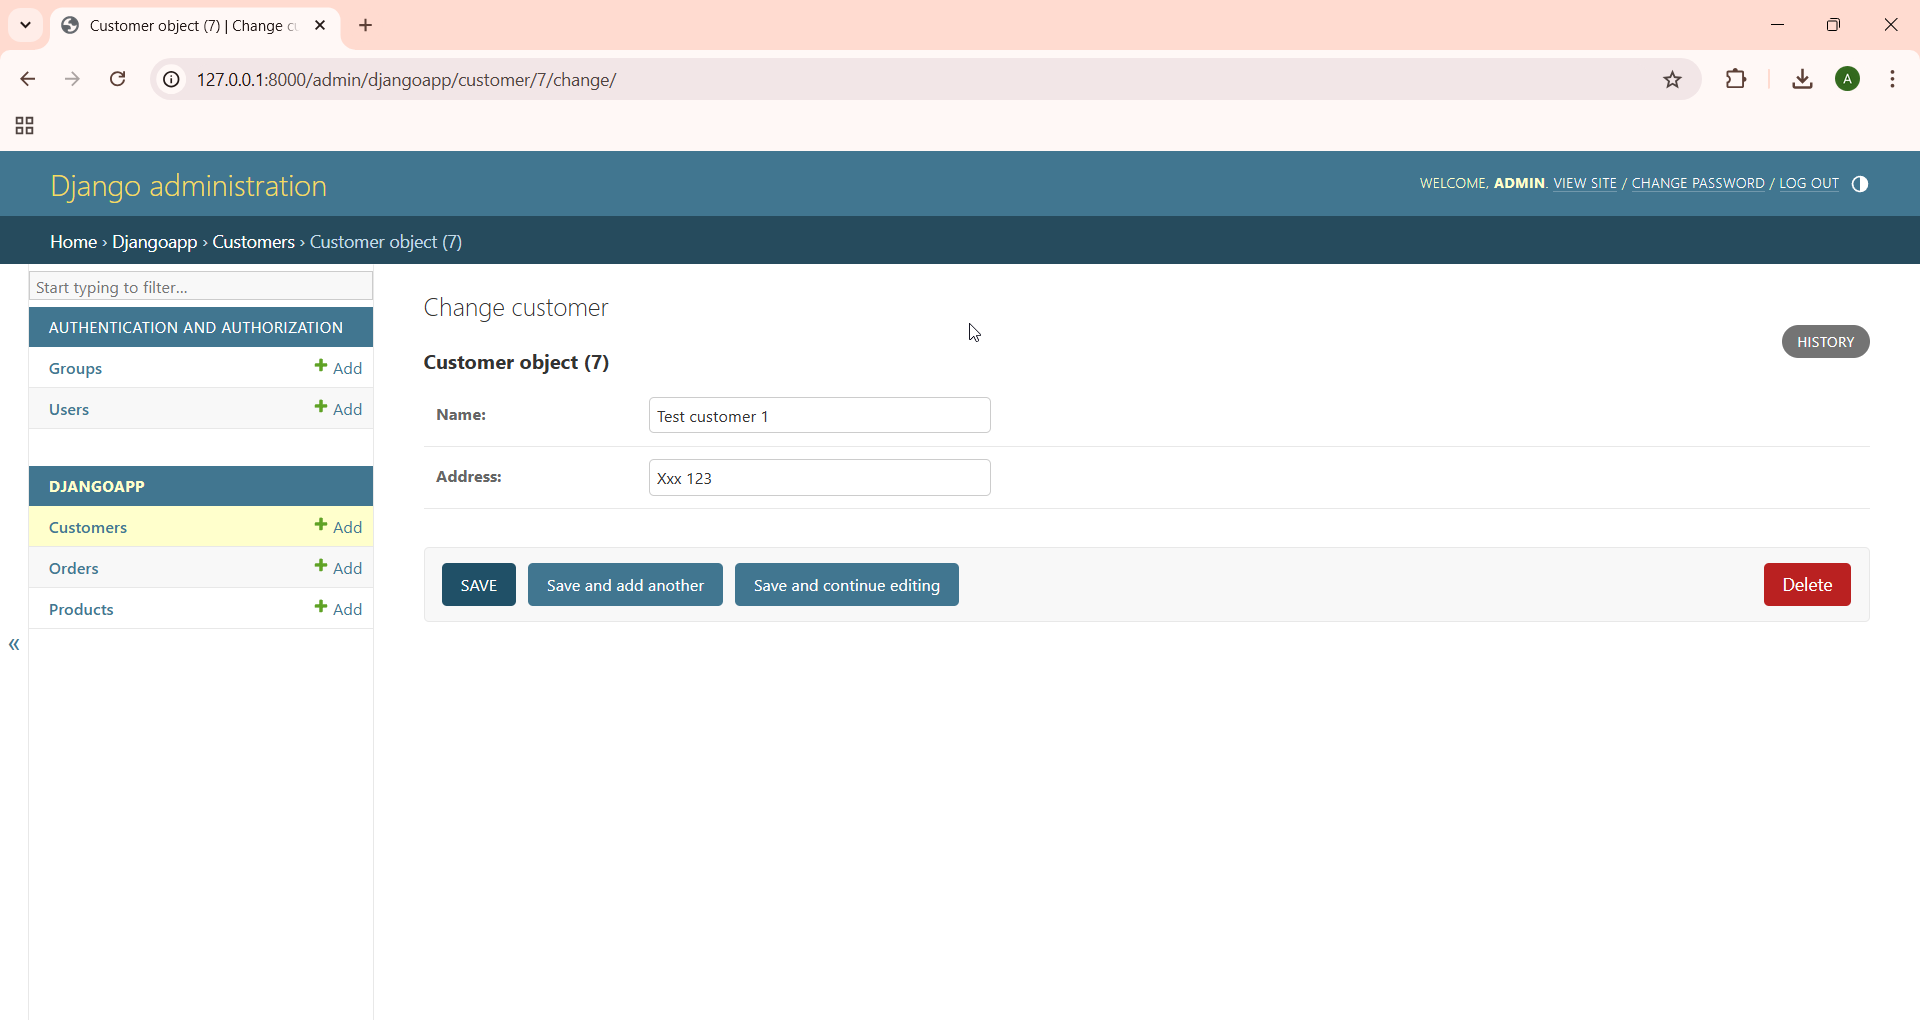 Customer object (7) | Change c
127.0.0.1:8000/admin/djangoapp/customer/7/change/
A
Django administration
WELCOME, ADMIN. VIEW SITE / CHANGE PASSWORD / LOG OUT
Home › Djangoapp › Customers › Customer object (7)
Start typing to filter...
AUTHENTICATION AND AUTHORIZATION
Groups + Add
Users + Add
DJANGOAPP
Customers + Add
Orders + Add
Products + Add
«
Change customer
HISTORY
Customer object (7)
Name: Test customer 1
Address: Xxx 123
SAVE Save and add another Save and continue editing Delete